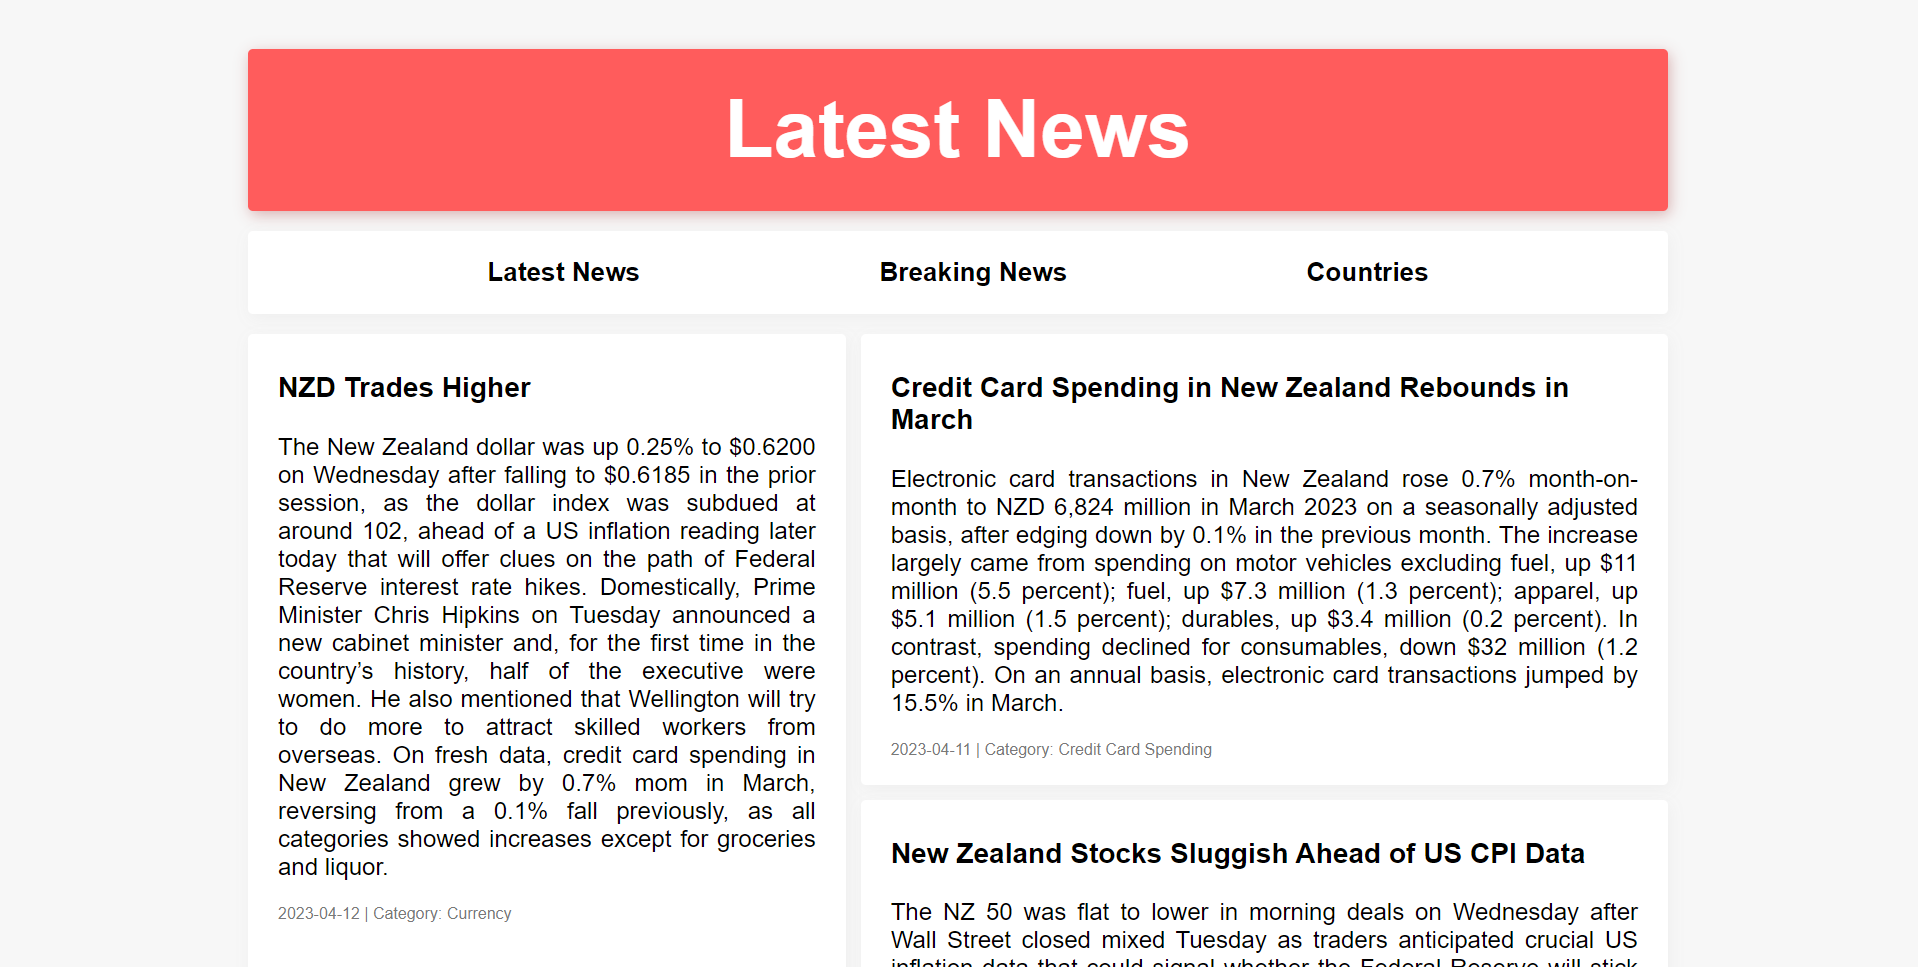 Latest News
Latest News
Breaking News
Countries
NZD Trades Higher
The New Zealand dollar was up 0.25% to $0.6200
on Wednesday after falling to $0.6185 in the prior
session, as the dollar index was subdued at
around 102, ahead of a US inflation reading later
today that will offer clues on the path of Federal
Reserve interest rate hikes. Domestically, Prime
Minister Chris Hipkins on Tuesday announced a
new cabinet minister and, for the first time in the
country’s history, half of the executive were
women. He also mentioned that Wellington will try
to do more to attract skilled workers from
overseas. On fresh data, credit card spending in
New Zealand grew by 0.7% mom in March,
reversing from a 0.1% fall previously, as all
categories showed increases except for groceries
and liquor.
2023-04-12 | Category: Currency
Credit Card Spending in New Zealand Rebounds in
March
Electronic card transactions in New Zealand rose 0.7% month-on-
month to NZD 6,824 million in March 2023 on a seasonally adjusted
basis, after edging down by 0.1% in the previous month. The increase
largely came from spending on motor vehicles excluding fuel, up $11
million (5.5 percent); fuel, up $7.3 million (1.3 percent); apparel, up
$5.1 million (1.5 percent); durables, up $3.4 million (0.2 percent). In
contrast, spending declined for consumables, down $32 million (1.2
percent). On an annual basis, electronic card transactions jumped by
15.5% in March.
2023-04-11 | Category: Credit Card Spending
New Zealand Stocks Sluggish Ahead of US CPI Data
The NZ 50 was flat to lower in morning deals on Wednesday after
Wall Street closed mixed Tuesday as traders anticipated crucial US
inflation data that could signal whether the Federal Reserve will stick